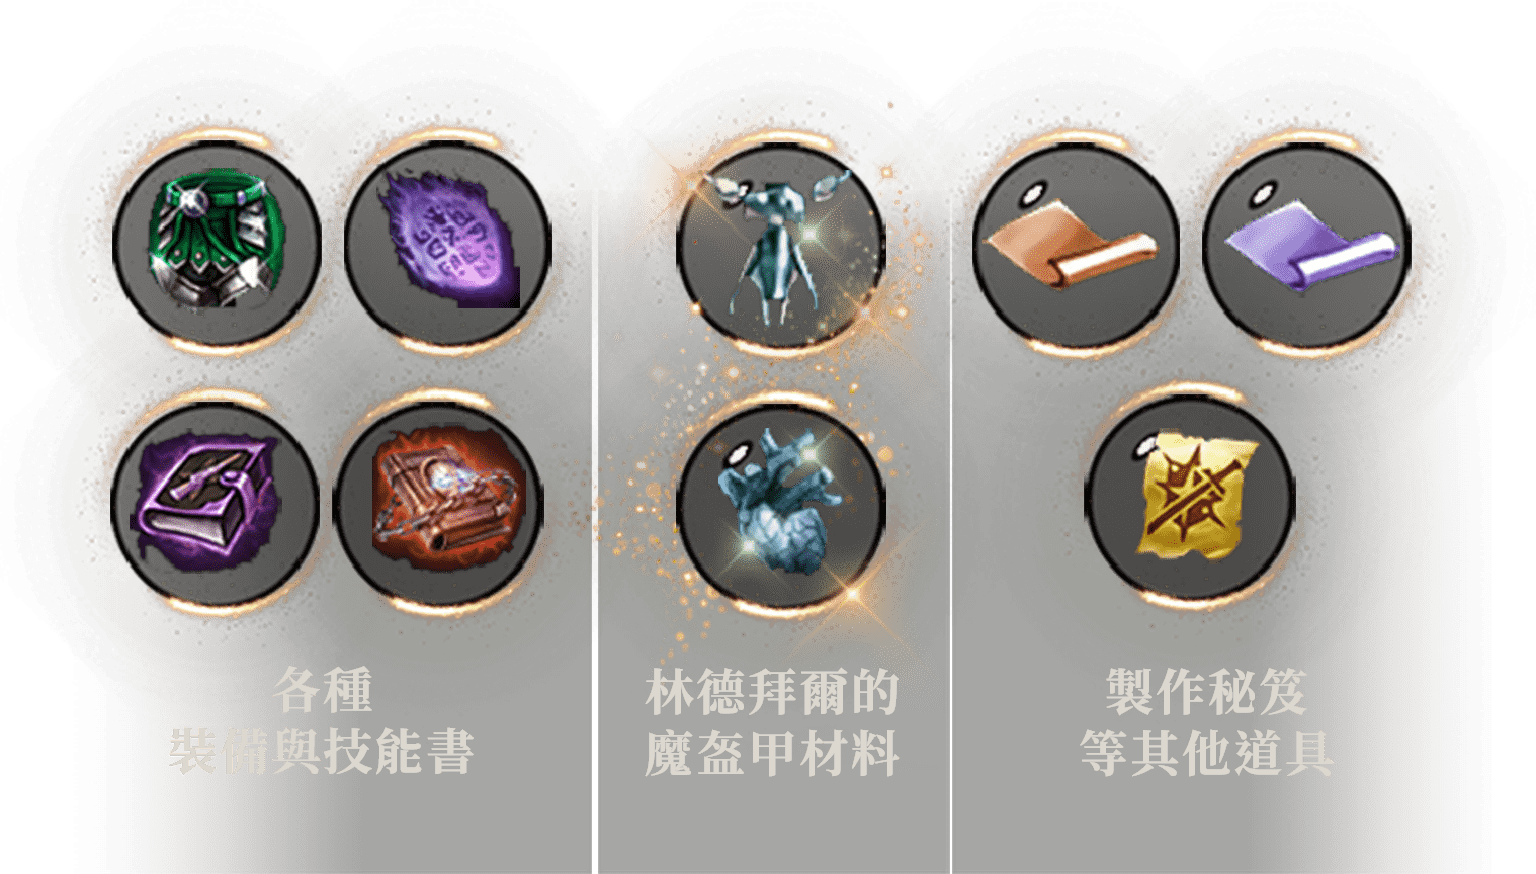 各種
裝備與技能書
林德拜爾的
魔盔甲材料
製作秘笈
等其他道具